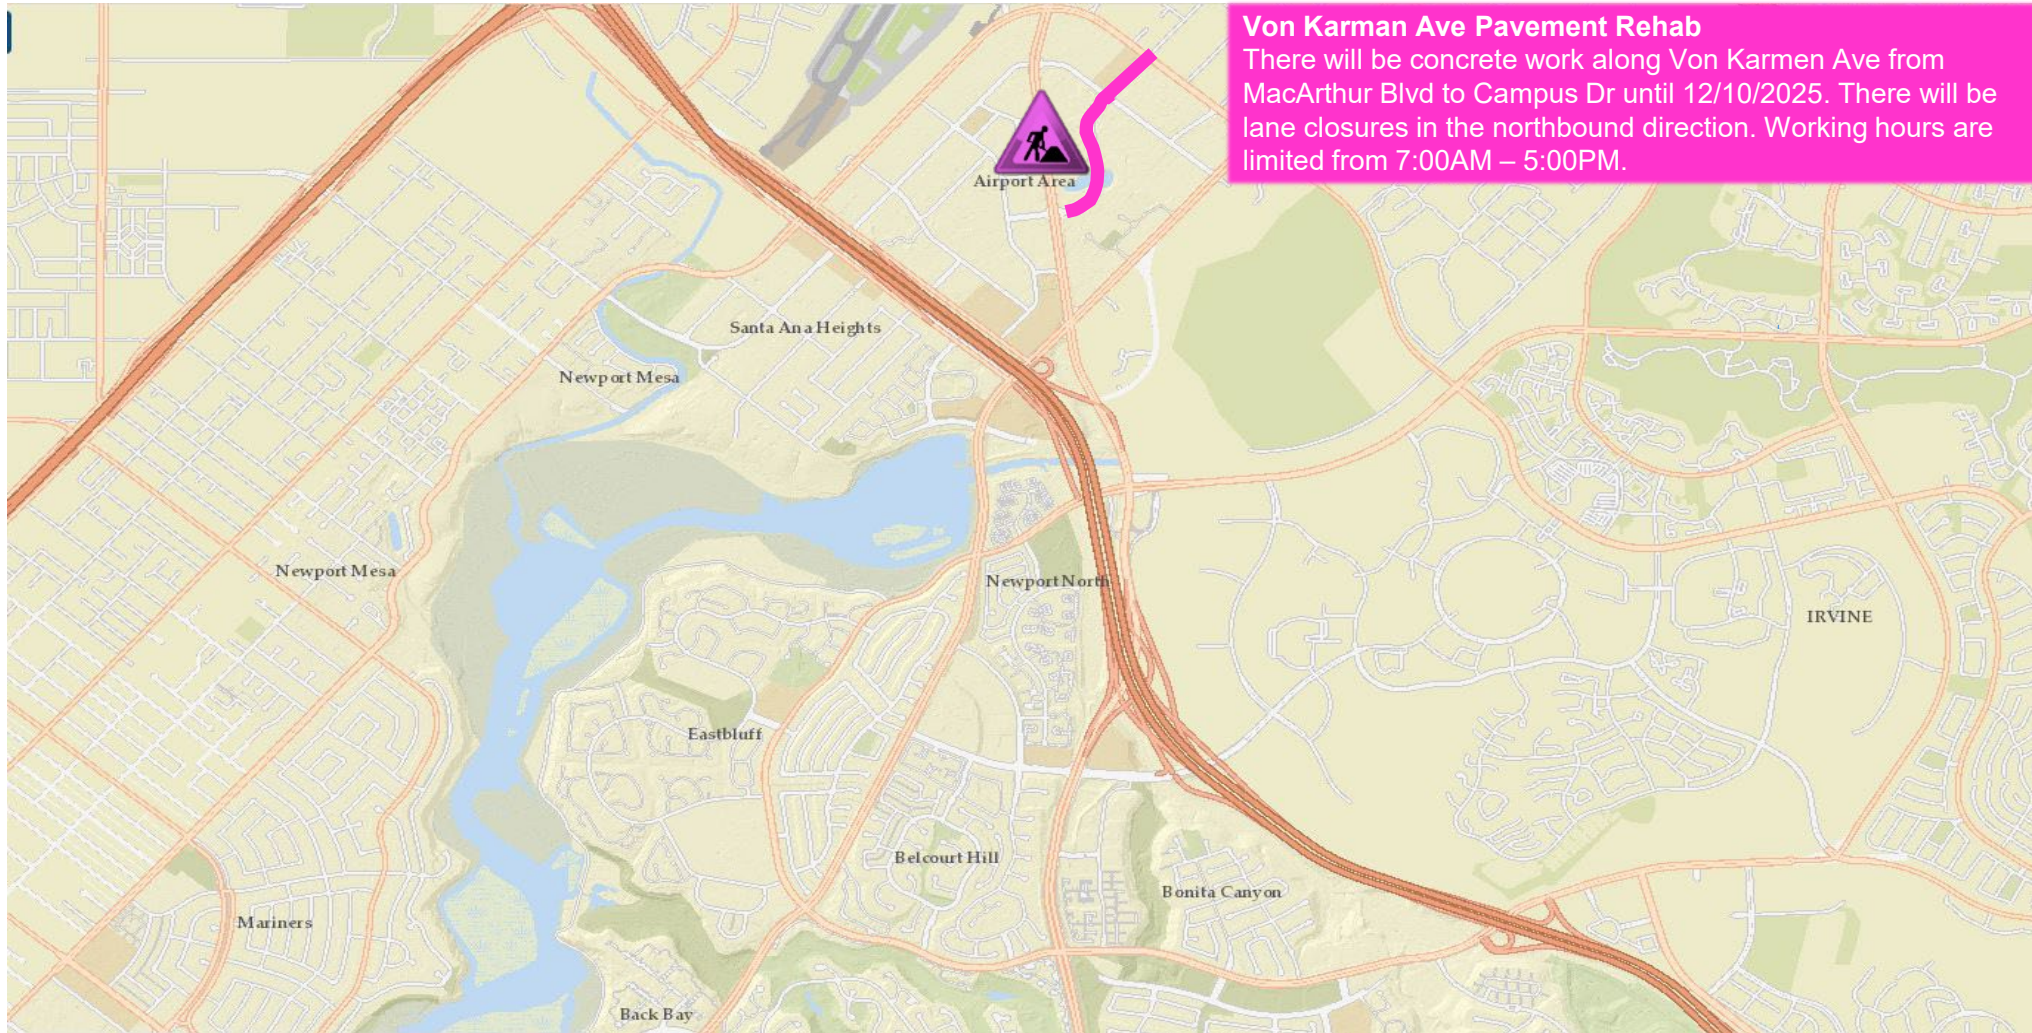 Von Karman Ave Pavement Rehab
There will be concrete work along Von Karmen Ave from
MacArthur Blvd to Campus Dr until 12/10/2025. There will be
lane closures in the northbound direction. Working hours are
limited from 7:00AM – 5:00PM.
Airport Area
Santa Ana Heights
Newport Mesa
Newport Mesa
Newport North
IRVINE
Eastbluff
Belcourt Hill
Bonita Canyon
Mariners
Back Bay